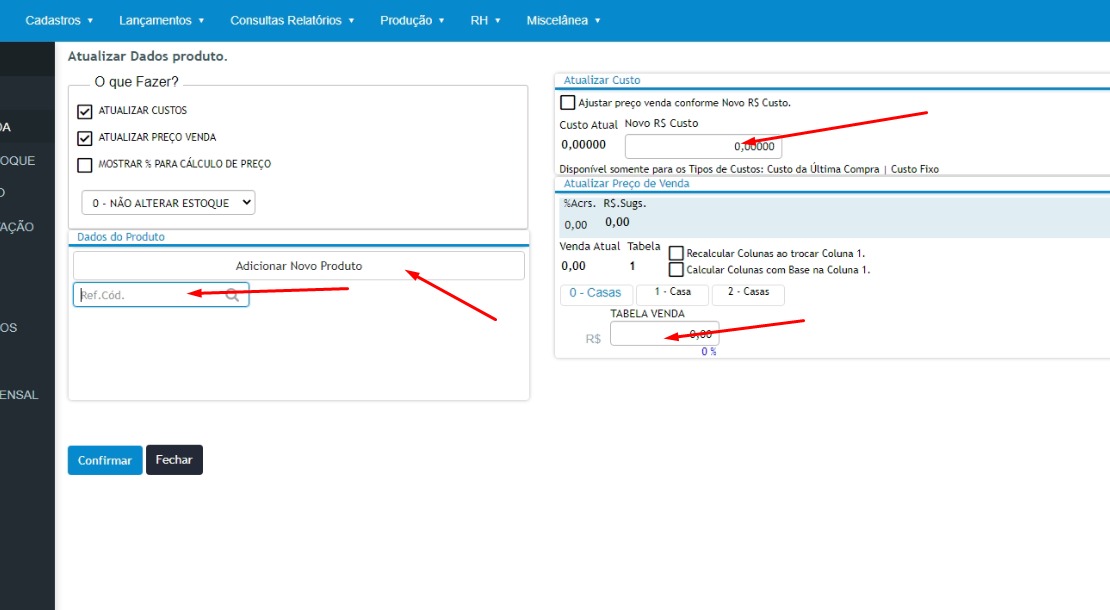 Cadastros Lançamentos Consultas Relatórios Produção RH Miscelânea
Atualizar Dados produto.
O que Fazer?
ATUALIZAR CUSTOS
ATUALIZAR PREÇO VENDA
MOSTRAR % PARA CÁLCULO DE PREÇO
0 - NÃO ALTERAR ESTOQUE
Dados do Produto
Adicionar Novo Produto
Ref.Cód.
Confirmar Fechar
Atualizar Custo
Ajustar preço venda conforme Novo R$ Custo.
Custo Atual Novo R$ Custo
0,00000 0,00000
Disponível somente para os Tipos de Custos: Custo da Última Compra | Custo Fixo
Atualizar Preço de Venda
%Acrs. R$.Sugs.
0,00 0,00
Venda Atual Tabela
0,00 1
Recalcular Colunas ao trocar Coluna 1.
Calcular Colunas com Base na Coluna 1.
0 - Casas 1 - Casa 2 - Casas
TABELA VENDA
R$ 0,00
0 %
DA
OQUE
O
AÇÃO
OS
ENSAL